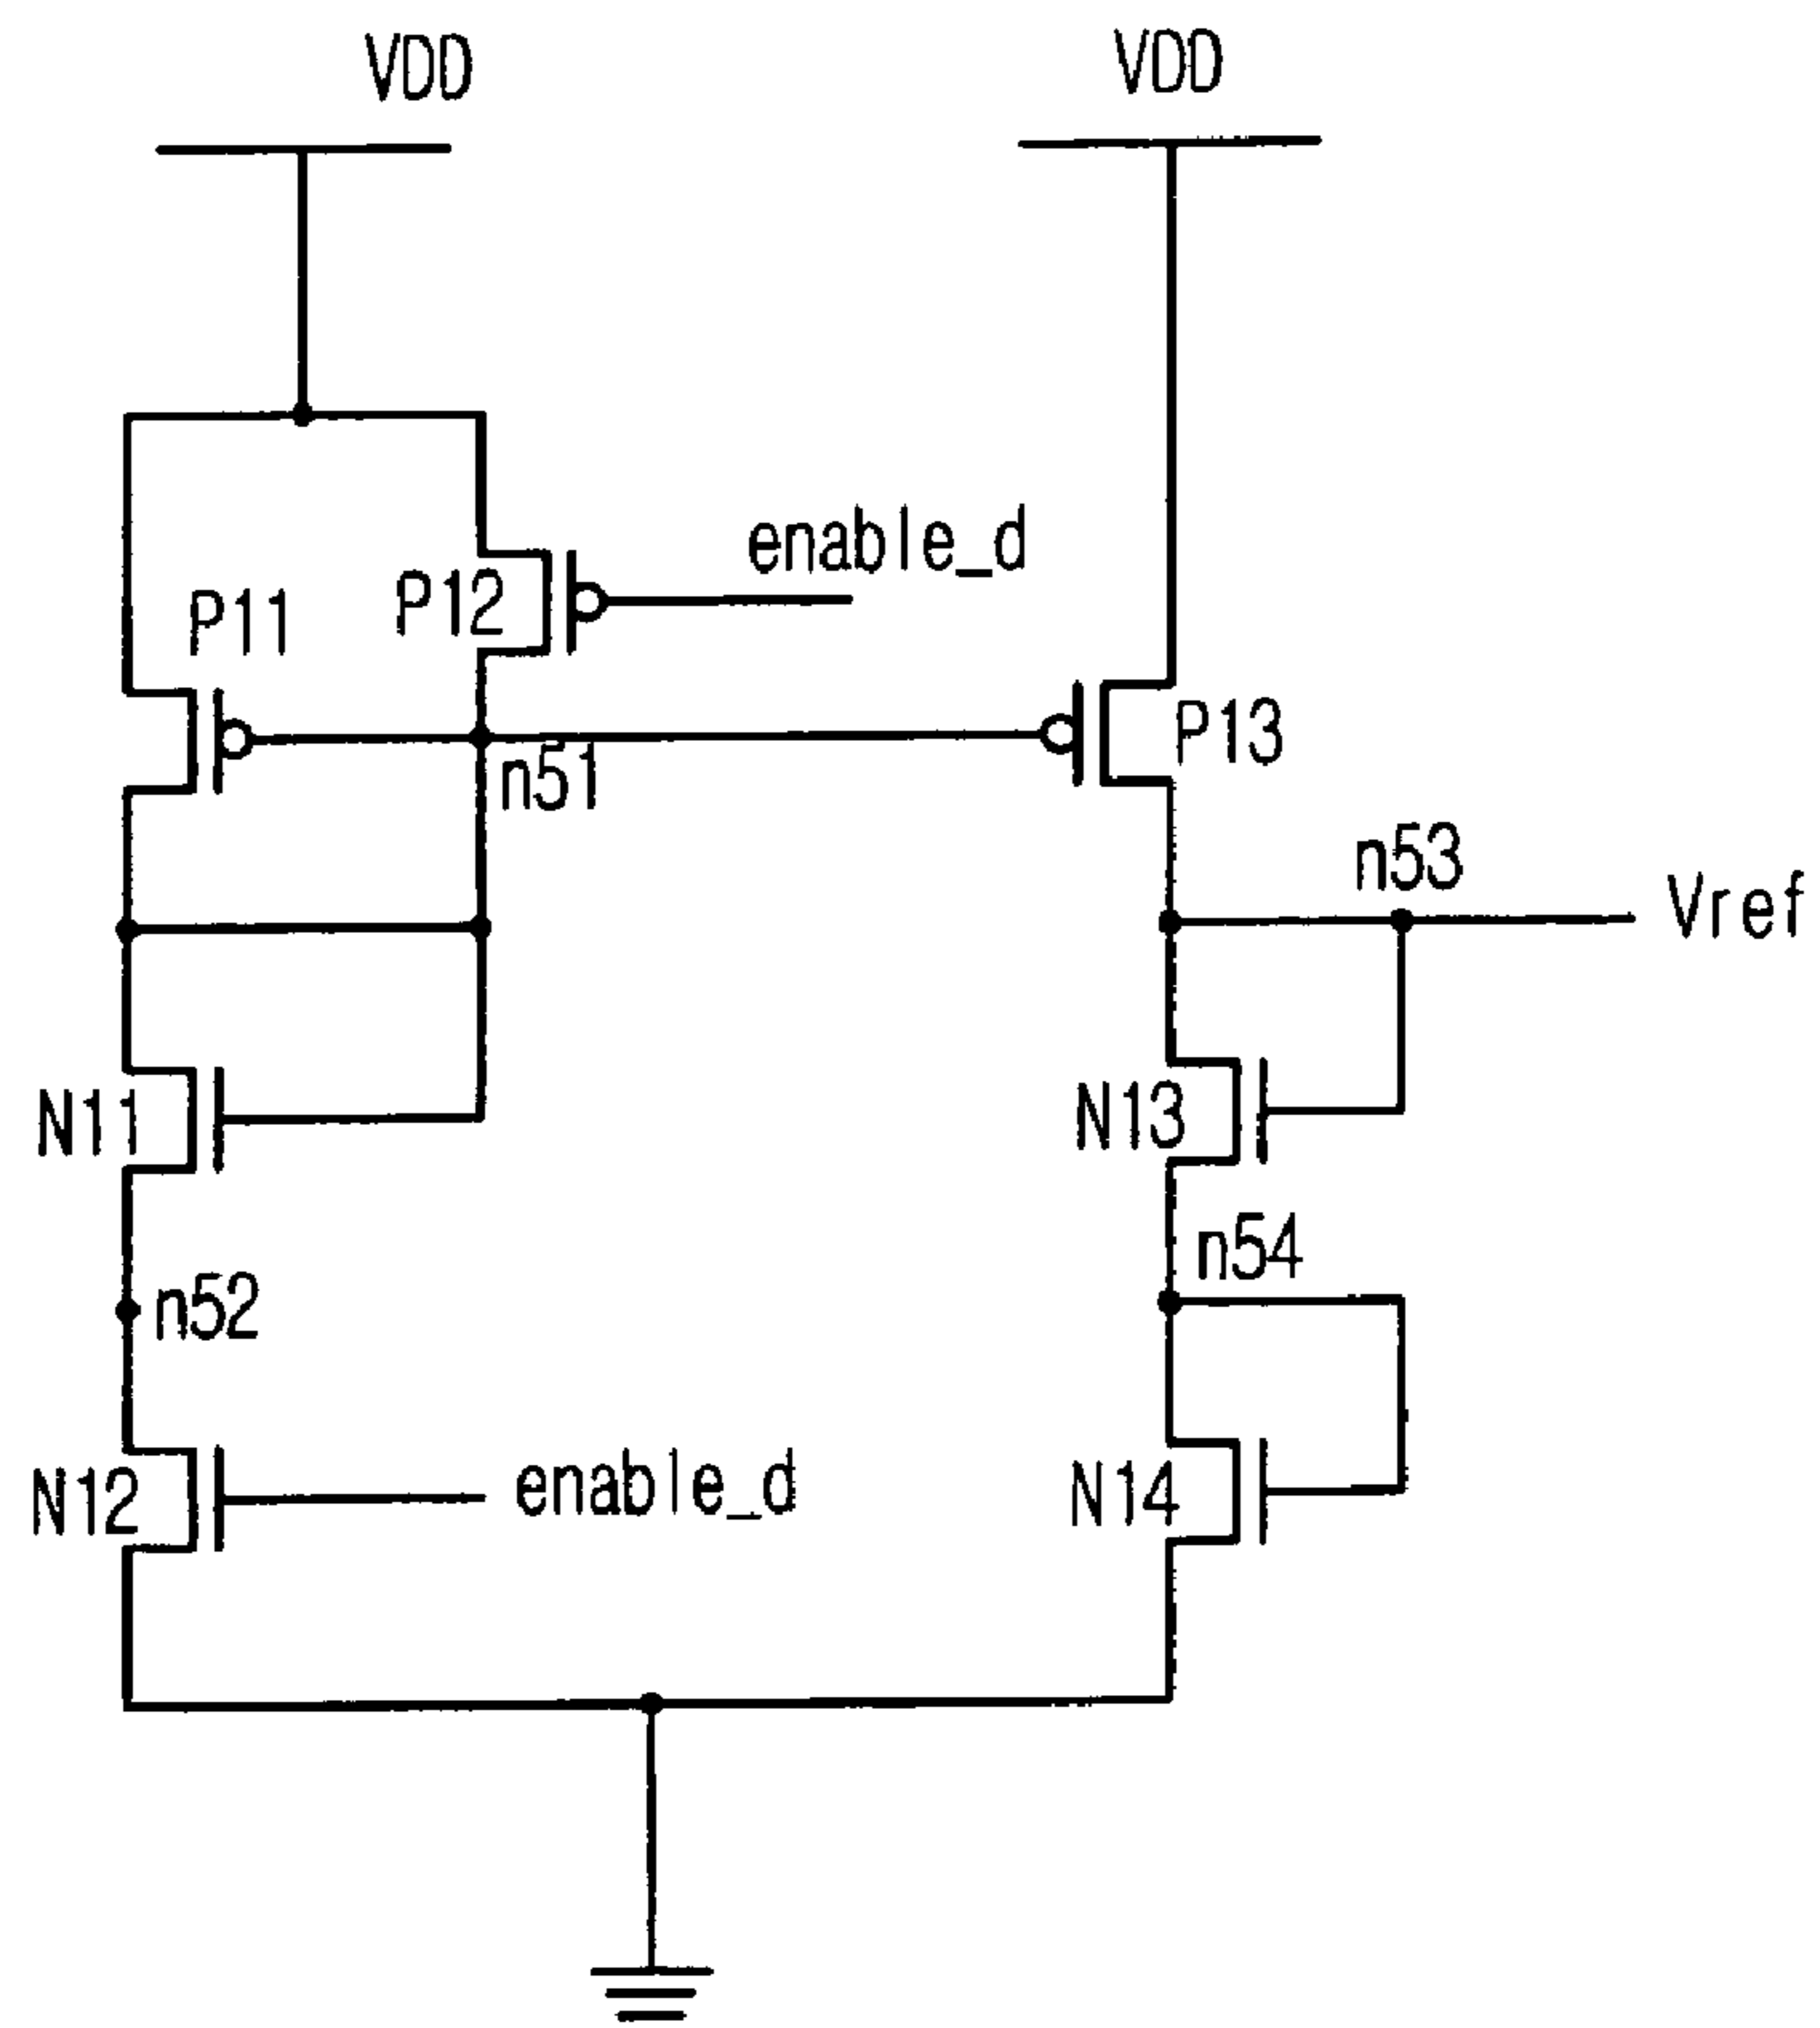 VDD
VDD
enable_d
P12
P11
P13
n51
n53
Vref
N11
N13
n54
n52
N12
enable_d
N14